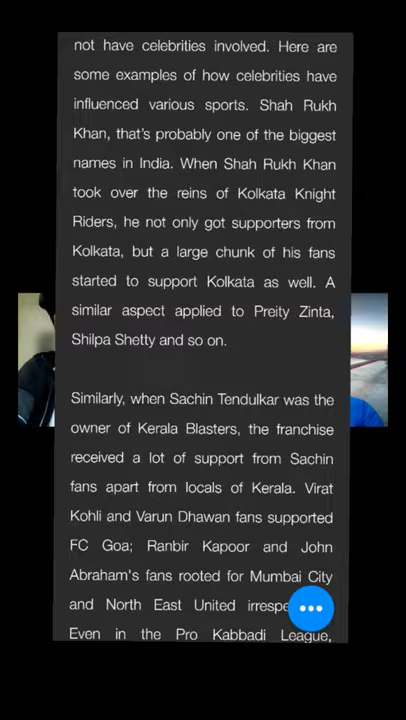 not have celebrities involved. Here are
some examples of how celebrities have
influenced various sports. Shah Rukh
Khan, that's probably one of the biggest
names in India. When Shah Rukh Khan
took over the reins of Kolkata Knight
Riders, he not only got supporters from
Kolkata, but a large chunk of his fans
started to support Kolkata as well. A
similar aspect applied to Preity Zinta,
Shilpa Shetty and so on.
Similarly, when Sachin Tendulkar was the
owner of Kerala Blasters, the franchise
received a lot of support from Sachin
fans apart from locals of Kerala. Virat
Kohli and Varun Dhawan fans supported
FC Goa; Ranbir Kapoor and John
Abraham's fans rooted for Mumbai City
and North East United
Even in the Pro Kabbadi League,